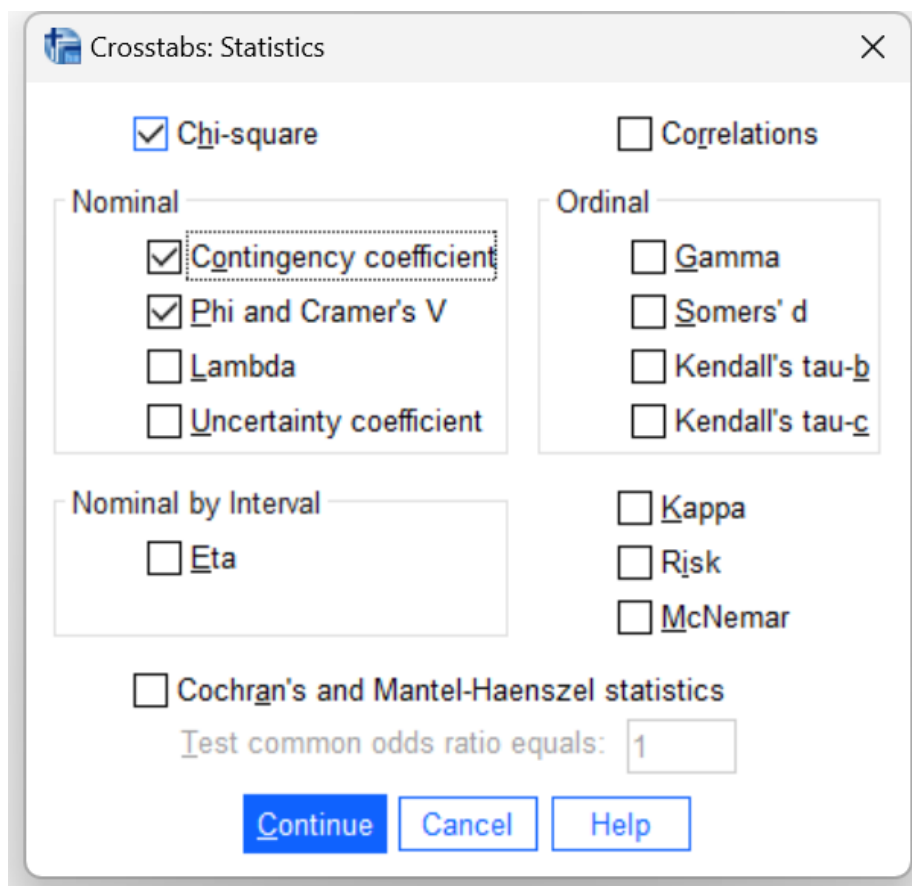 Crosstabs: Statistics
Chi-square
Correlations
Nominal
Contingency coefficient
Phi and Cramer's V
Lambda
Uncertainty coefficient
Ordinal
Gamma
Somers' d
Kendall's tau-b
Kendall's tau-c
Nominal by Interval
Eta
Kappa
Risk
McNemar
Cochran's and Mantel-Haenszel statistics
Test common odds ratio equals: 1
Continue Cancel Help